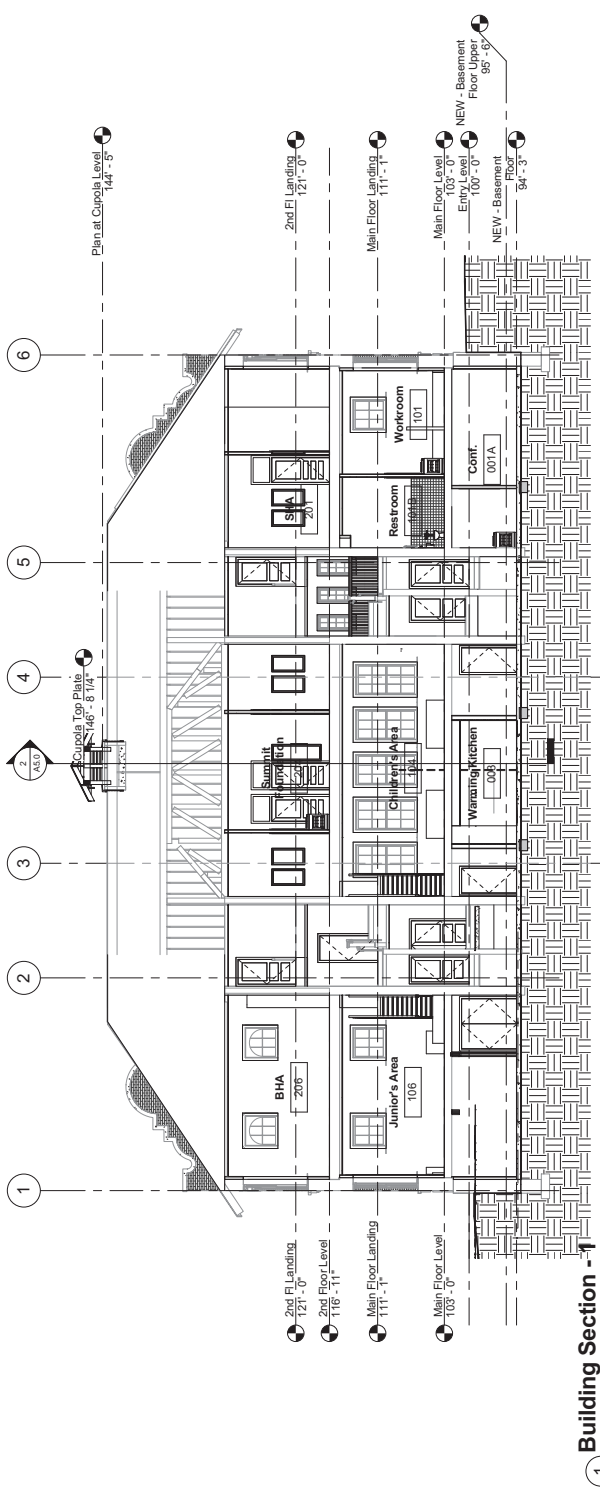 1
2
3
4
5
6
2
A5.0
Plan at Cupola Level
144' - 5"
Cupola Top Plate
146' - 8 1/4"
2nd Fl Landing
121' - 0"
2nd Floor Level
116' - 11"
Main Floor Landing
111' - 1"
Main Floor Level
103' - 0"
2nd Fl Landing
121' - 0"
Main Floor Landing
111' - 1"
Main Floor Level
103' - 0"
Entry Level
100' - 0"
NEW - Basement
Floor Upper
95' - 6"
NEW - Basement
Floor
94' - 3"
BHA
206
Summit
Foundation
SHA
201
Junior's Area
106
Children's Area
104
Restroom
101B
Workroom
101
Warming Kitchen
003
Conf.
001A
1
Building Section - 1